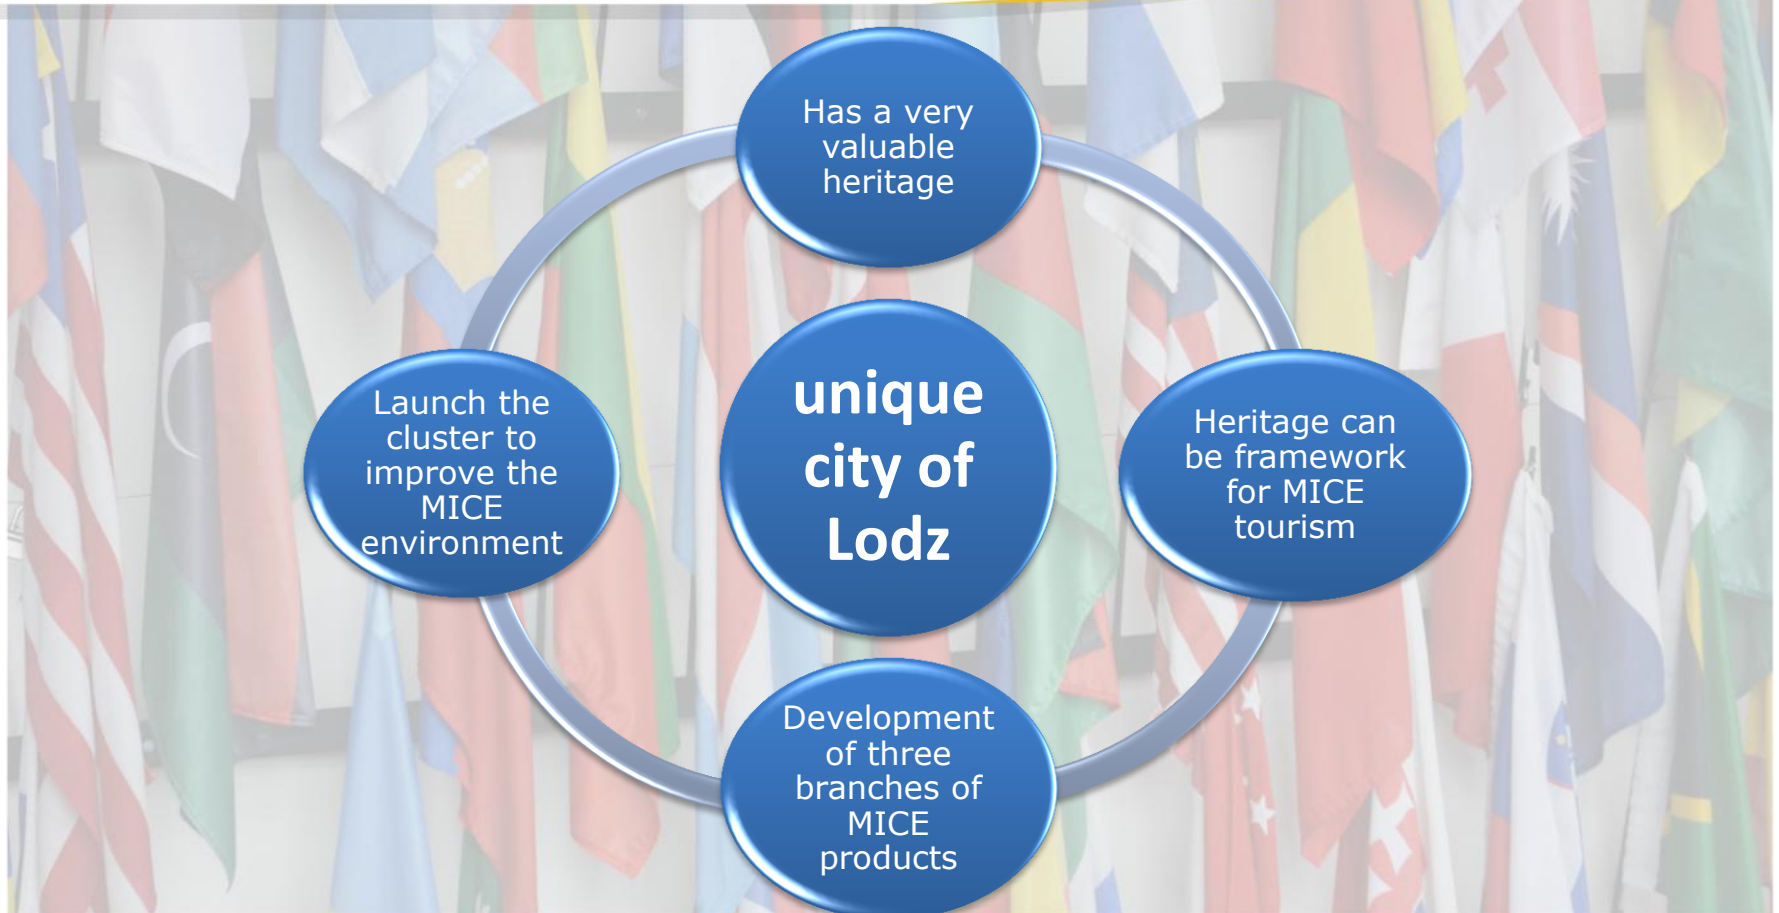 Has a very
valuable
heritage
Heritage can
be framework
for MICE
tourism
Development
of three
branches of
MICE
products
Launch the
cluster to
improve the
MICE
environment
unique
city of
Lodz